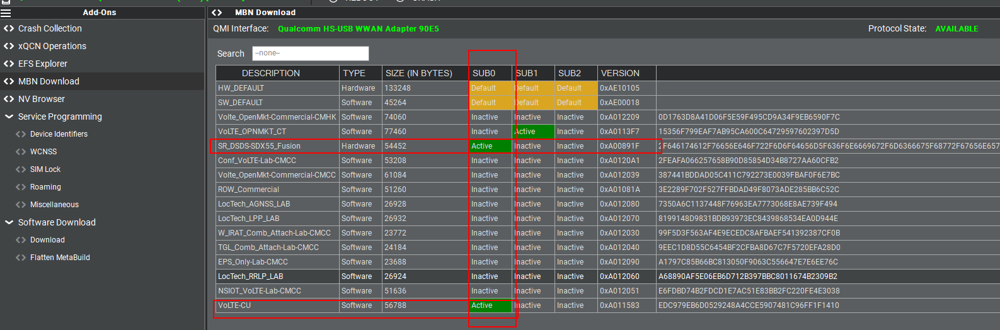 Add-Ons
MBN Download
Crash Collection
xQCN Operations
EFS Explorer
MBN Download
NV Browser
Service Programming
Device Identifiers
WCNSS
SIM Lock
Roaming
Miscellaneous
Software Download
Download
Flatten MetaBuild
QMI Interface: Qualcomm HS-USB WWAN Adapter 90E5 Protocol State: AVAILABLE
Search --none--
DESCRIPTION TYPE SIZE (IN BYTES) SUB0 SUB1 SUB2 VERSION
HW_DEFAULT Hardware 133248 Default Default Default 0xAE10105
SW_DEFAULT Software 45264 Default Default Default 0xAE00018
Volte_OpenMkt-Commercial-CMHK Software 74060 Inactive Inactive Inactive 0xA012209 0D1763D8A41D06F5E59F495CD9A34F9EB6590F7C
VoLTE_OPNMKT_CT Software 77460 Inactive Active Inactive 0xA0113F7 15356F799EAF7AB95CA600C64729597602397D5D
SR_DSDS-SDX55_Fusion Hardware 54452 Active Inactive Inactive 0xA00891F 2F646174612F76656E646F722F6D6F64656D5F636F6E6669672F6D6366675F68772F67656E657
Conf_VoLTE-Lab-CMCC Software 53208 Inactive Inactive Inactive 0xA0120A1 2FEAFA066257658B90D85854D34B8727AA60CFB2
Volte_OpenMkt-Commercial-CMCC Software 61084 Inactive Inactive Inactive 0xA012039 387441BDDAD05C411C792273E0039FBAF0F6E7BC
ROW_Commercial Software 51260 Inactive Inactive Inactive 0xA01081A 3E2289F702F527FFBDAD49F8073ADE285BB6C52C
LocTech_AGNSS_LAB Software 26928 Inactive Inactive Inactive 0xA012080 7350A6C1137448F76963EA7773068E8AE739F494
LocTech_LPP_LAB Software 26932 Inactive Inactive Inactive 0xA012070 8199148D9831BDB93973EC8439868534EA0D944E
W_IRAT_Comb_Attach-Lab-CMCC Software 23772 Inactive Inactive Inactive 0xA012030 99F5D3F563AF4E9ECEDC8AFBAEF541392387CF0B
TGL_Comb_Attach-Lab-CMCC Software 24184 Inactive Inactive Inactive 0xA012040 9EEC1D8D55C6454BF2CFBA8D67C7F5720EFA28D0
EPS_Only-Lab-CMCC Software 23688 Inactive Inactive Inactive 0xA012090 A1797C85B66BC813050F9063C556647E7E6EE76C
LocTech_RRLP_LAB Software 26924 Inactive Inactive Inactive 0xA012060 A68890AF5E06EB6D712B397BBC8011674B2309B2
NSIOT_VoLTE-Lab-CMCC Software 51636 Inactive Inactive Inactive 0xA012051 E6FDBD74B2FDCD1E7AC51E83BB2FC220FE4E3038
VoLTE-CU Software 56788 Active Inactive Inactive 0xA011583 EDC979EB6D0529248A4CCE5907481C96FF1F1410